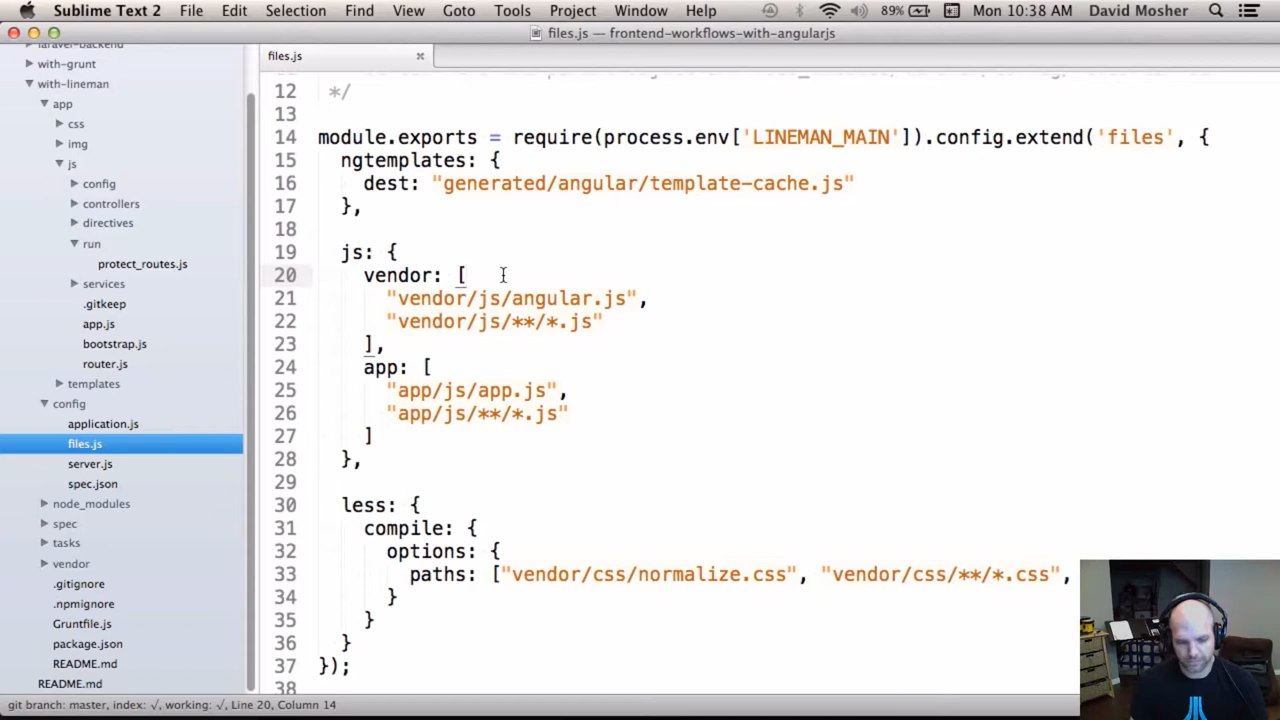 Sublime Text 2 File Edit Selection Find View Goto Tools Project Window Help 89% Mon 10:38 AM David Mosher
files.js — frontend-workflows-with-angularjs
laravel-backend
with-grunt
with-lineman
app
css
img
js
config
controllers
directives
run
protect_routes.js
services
.gitkeep
app.js
bootstrap.js
router.js
templates
config
application.js
files.js
server.js
spec.json
node_modules
spec
tasks
vendor
.gitignore
.npmignore
Gruntfile.js
package.json
README.md
README.md
files.js
12 */
13
14 module.exports = require(process.env['LINEMAN_MAIN']).config.extend('files', {
15 ngtemplates: {
16 dest: "generated/angular/template-cache.js"
17 },
18
19 js: {
20 vendor: [
21 "vendor/js/angular.js",
22 "vendor/js/**/*.js"
23 ],
24 app: [
25 "app/js/app.js",
26 "app/js/**/*.js"
27 ]
28 },
29
30 less: {
31 compile: {
32 options: {
33 paths: ["vendor/css/normalize.css", "vendor/css/**/*.css",
34 }
35 }
36 }
37 });
38
git branch: master, index: √, working: √, Line 20, Column 14